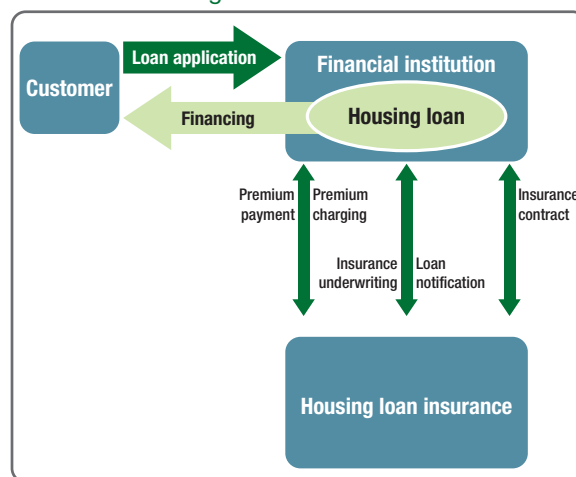 Customer
Loan application
Financing
Financial institution
Housing loan
Premium
payment
Premium
charging
Insurance
underwriting
Loan
notification
Insurance
contract
Housing loan insurance